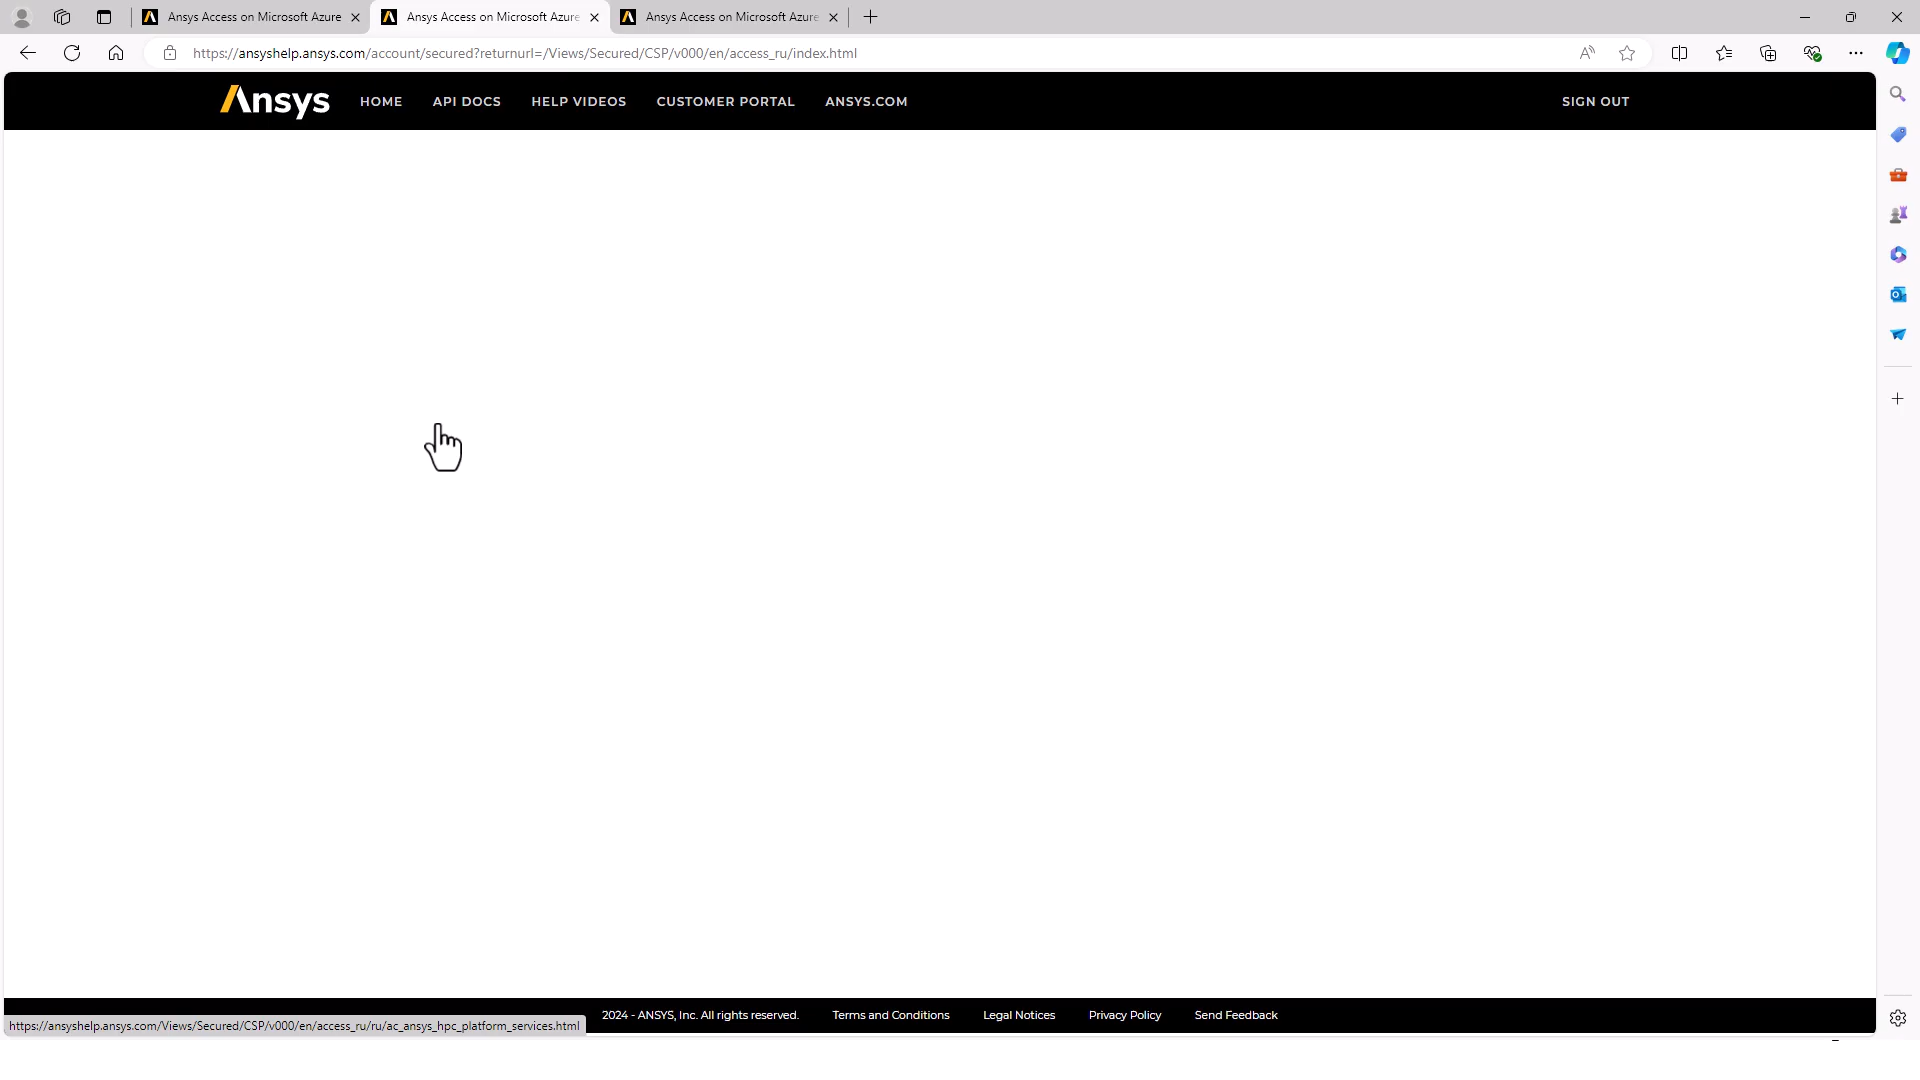 Ansys Access on Microsoft Azure
Ansys Access on Microsoft Azure
Ansys Access on Microsoft Azure
https://ansyshelp.ansys.com/account/secured?returnurl=/Views/Secured/CSP/v000/en/access_ru/index.html
Ansys HOME API DOCS HELP VIDEOS CUSTOMER PORTAL ANSYS.COM SIGN OUT
2024 - ANSYS, Inc. All rights reserved. Terms and Conditions Legal Notices Privacy Policy Send Feedback
https://ansyshelp.ansys.com/Views/Secured/CSP/v000/en/access_ru/ru/ac_ansys_hpc_platform_services.html